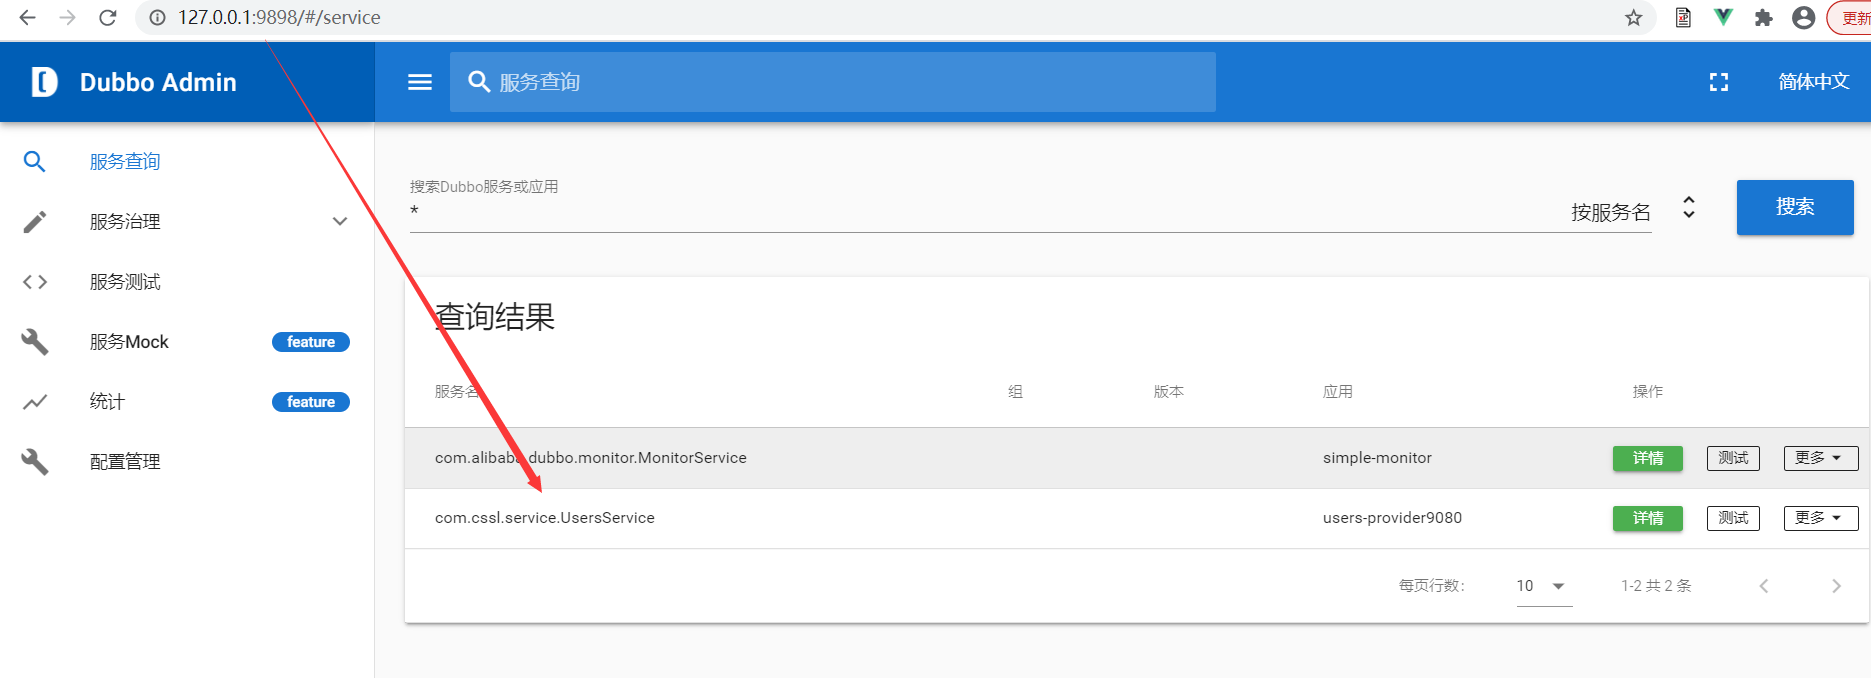 127.0.0.1:9898/#/service
更新
Dubbo Admin
服务查询
简体中文
服务查询
服务治理
服务测试
服务Mock feature
统计 feature
配置管理
搜索Dubbo服务或应用
* 按服务名 搜索
查询结果
服务名 组 版本 应用 操作
com.alibaba.dubbo.monitor.MonitorService simple-monitor 详情 测试 更多
com.cssl.service.UsersService users-provider9080 详情 测试 更多
每页行数: 10 1-2 共 2 条